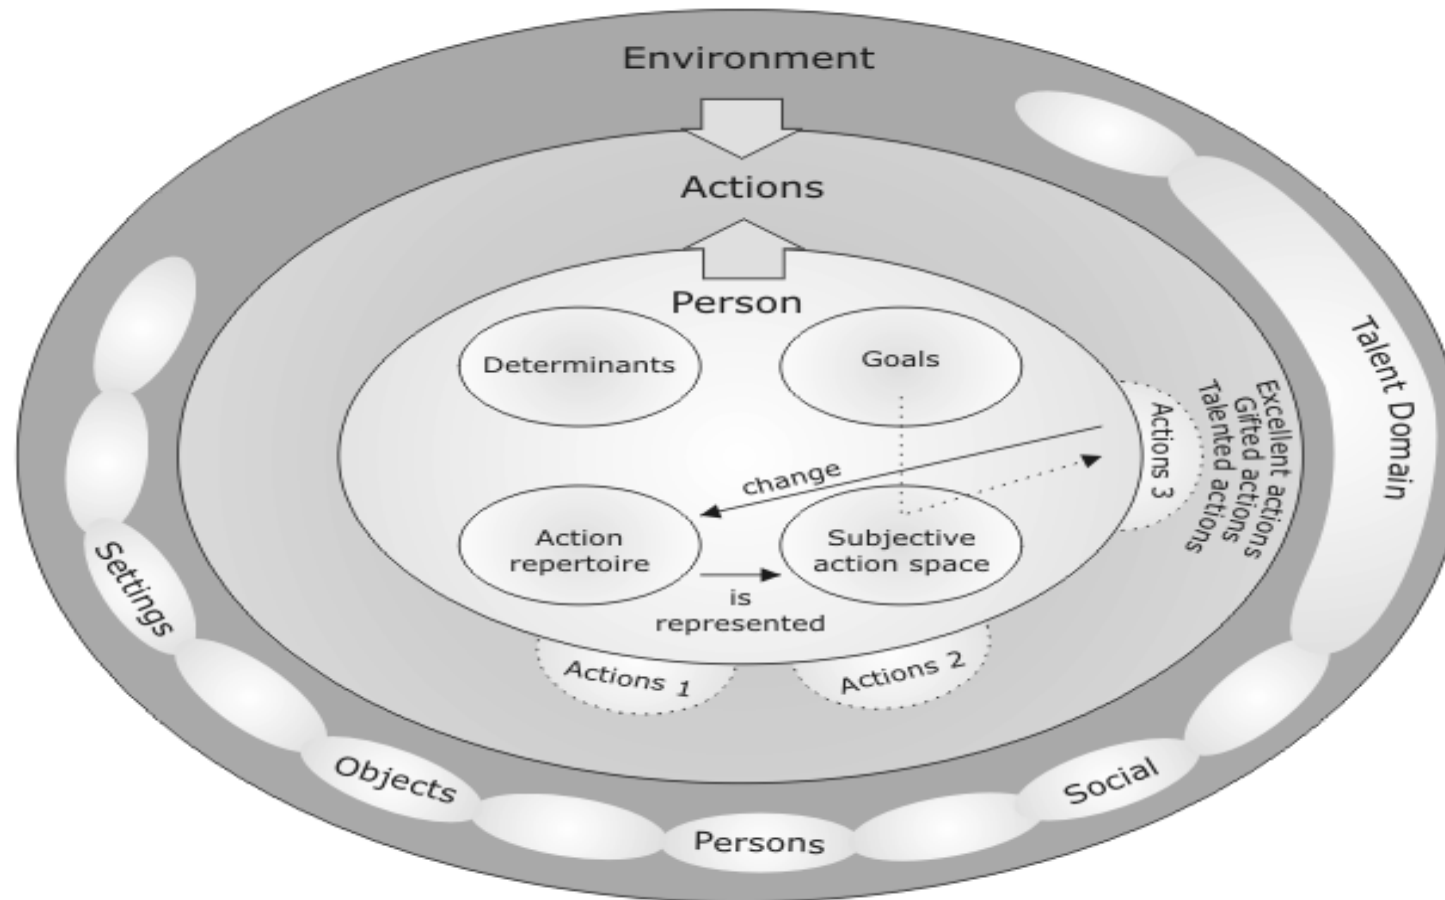 Environment
Actions
Person
Determinants
Goals
change
Action
repertoire
Subjective
action space
is
represented
Actions 1
Actions 2
Actions 3
Excellent actions
Gifted actions
Talented actions
Talent Domain
Settings
Objects
Persons
Social